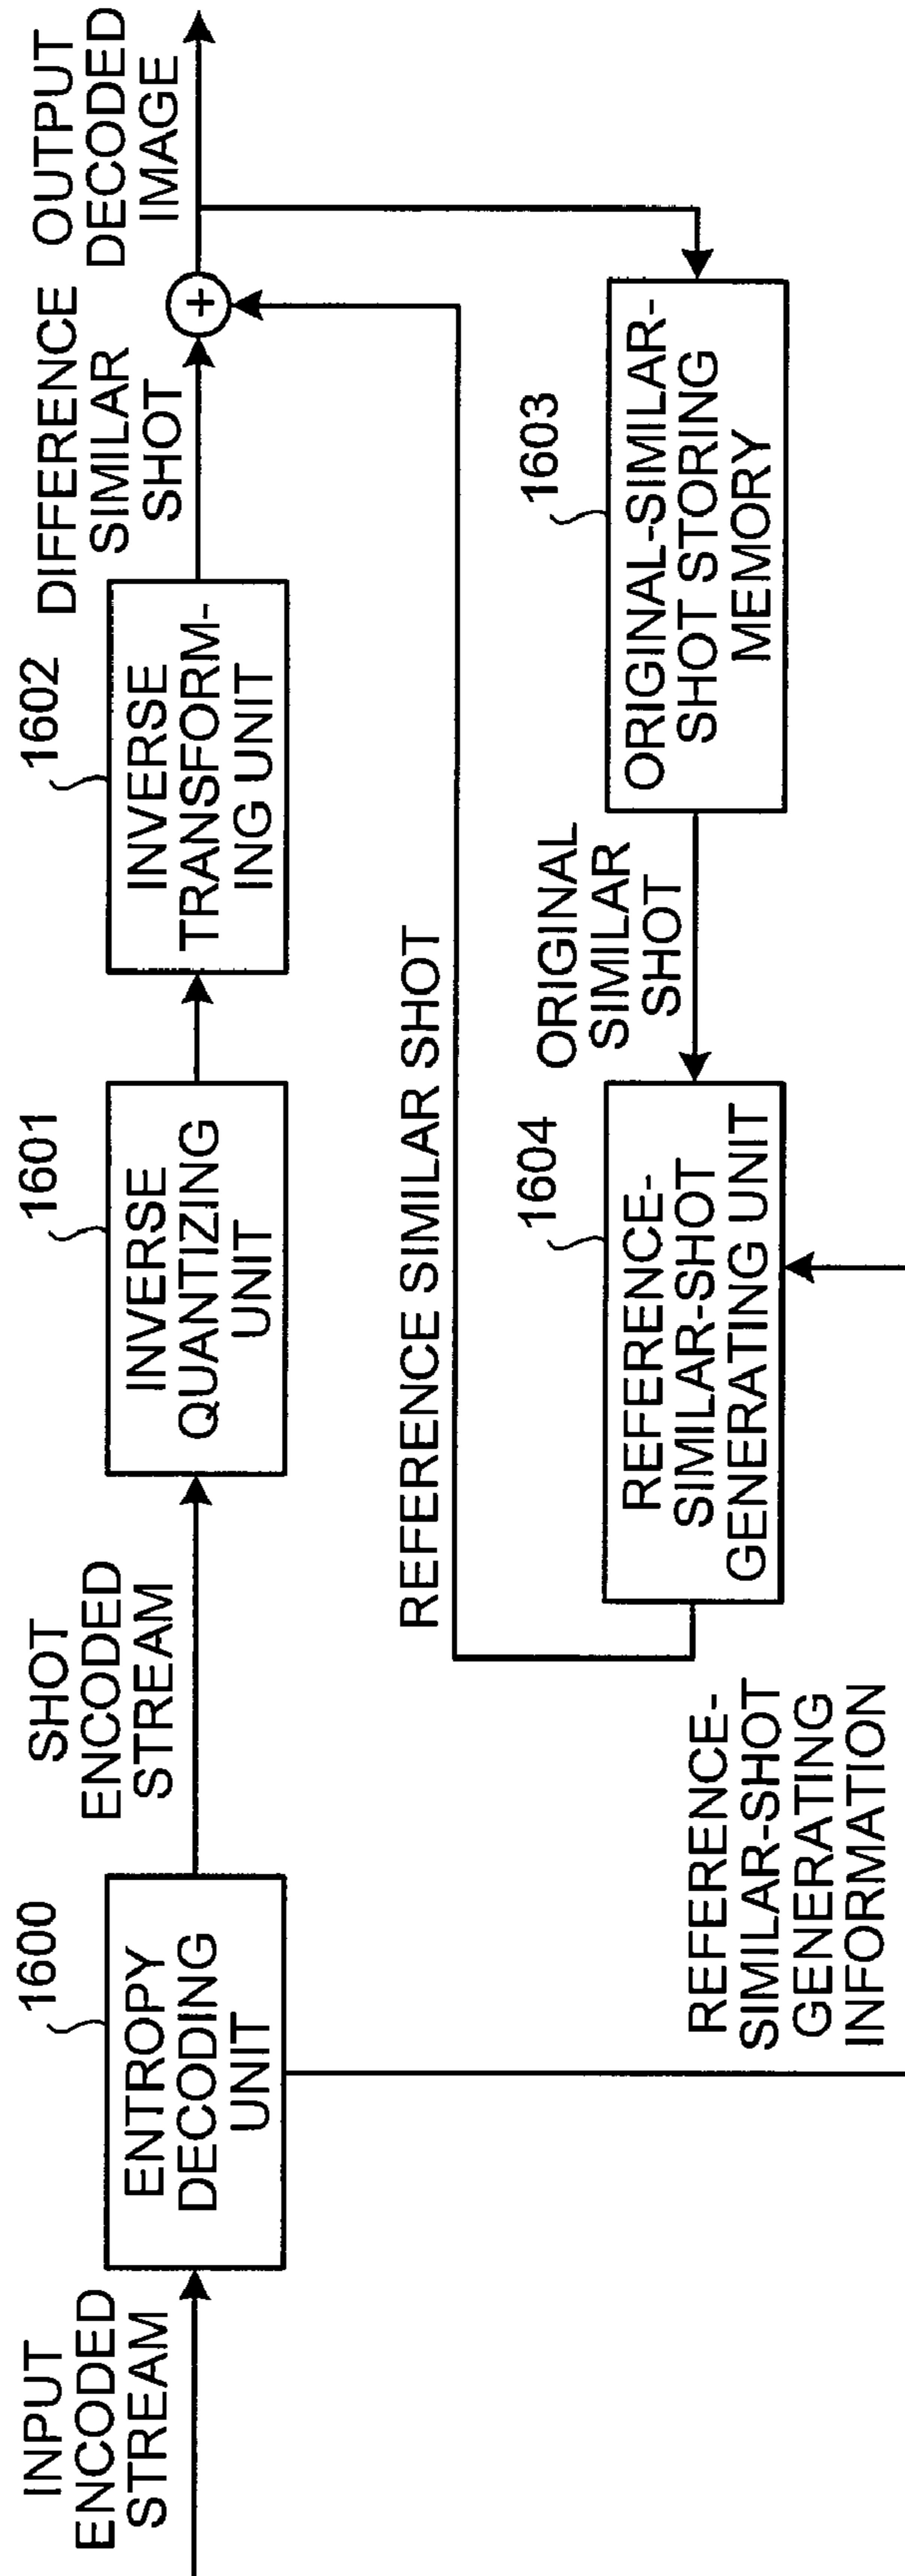 INPUT
ENCODED
STREAM
1600
ENTROPY
DECODING
UNIT
SHOT
ENCODED
STREAM
1601
INVERSE
QUANTIZING
UNIT
1602
INVERSE
TRANSFORM-
ING UNIT
DIFFERENCE
SIMILAR
SHOT
+
OUTPUT
DECODED
IMAGE
REFERENCE SIMILAR SHOT
REFERENCE-
SIMILAR-SHOT
GENERATING
INFORMATION
1604
REFERENCE-
SIMILAR-SHOT
GENERATING UNIT
ORIGINAL
SIMILAR
SHOT
1603
ORIGINAL-SIMILAR-
SHOT STORING
MEMORY